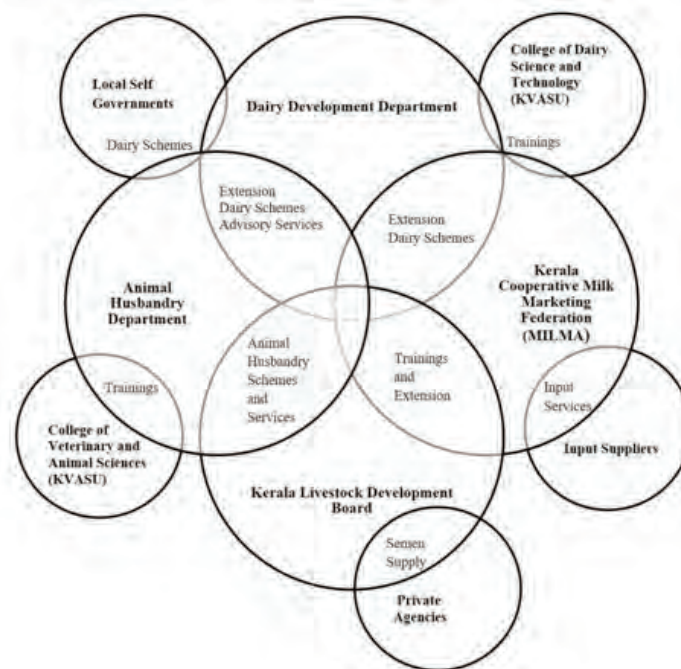 Local Self
Governments
Dairy Schemes
Dairy Development Department
College of Dairy
Science and
Technology
(KVASU)
Trainings
Extension
Dairy Schemes
Advisory Services
Extension
Dairy Schemes
Animal
Husbandry
Department
Kerala
Cooperative Milk
Marketing
Federation
(MILMA)
Animal
Husbandry
Schemes
and
Services
Trainings
and
Extension
Trainings
College of
Veterinary and
Animal Sciences
(KVASU)
Input
Services
Input Suppliers
Kerala Livestock Development
Board
Semen
Supply
Private
Agencies